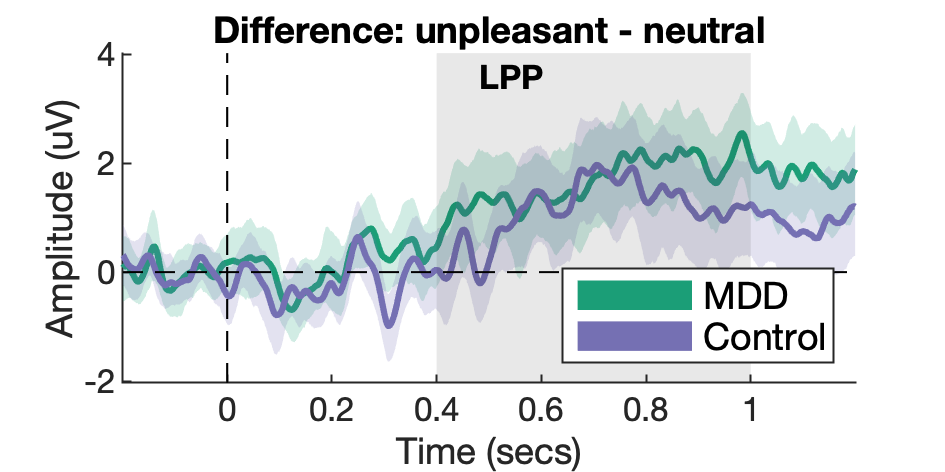 Difference: unpleasant - neutral
4
LPP
2
0
-2
Amplitude (uV)
MDD
Control
0 0.2 0.4 0.6 0.8 1
Time (secs)